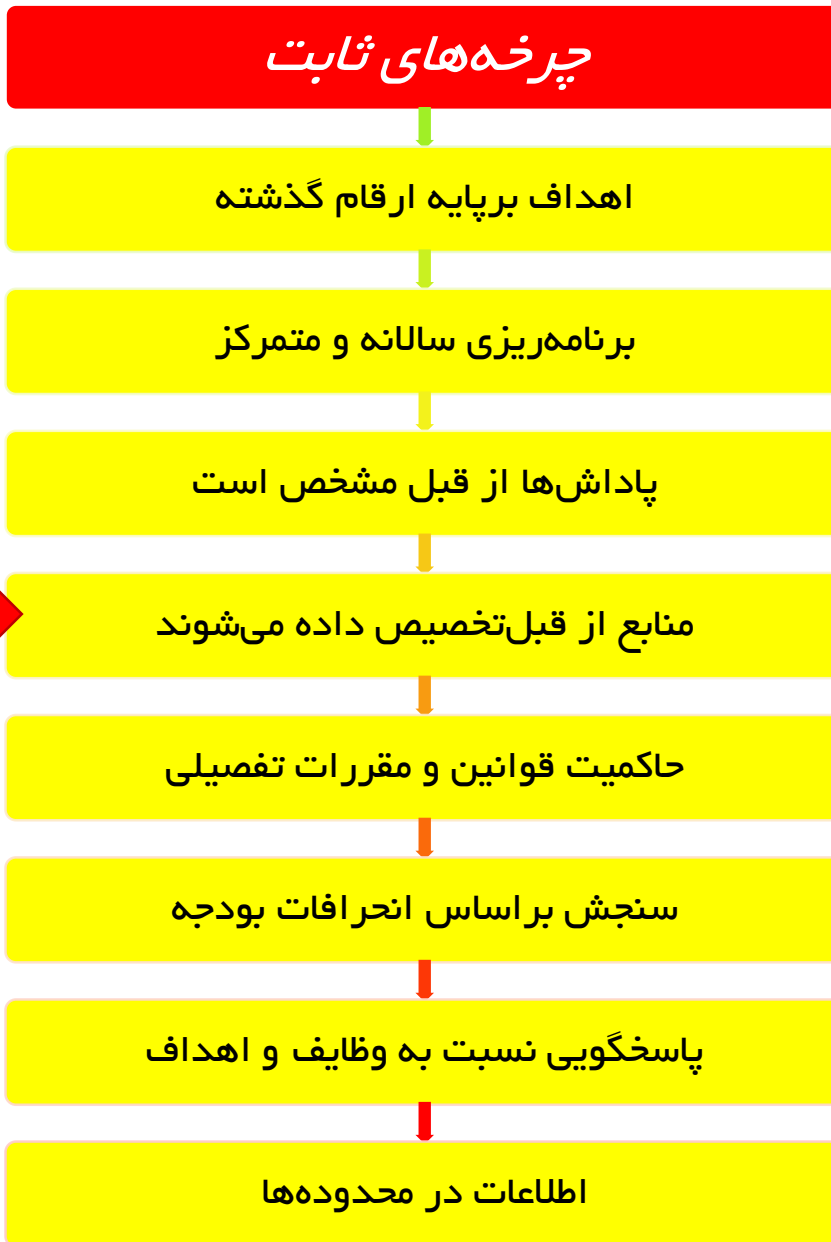 چرخه‌های ثابت
اهداف برپایه ارقام گذشته
برنامه‌ریزی سالانه و متمرکز
پاداش‌ها از قبل مشخص است
منابع از قبل‌تخصیص داده می‌شوند
حاکمیت قوانین و مقررات تفصیلی
سنجش براساس انحرافات بودجه
پاسخگویی نسبت به وظایف و اهداف
اطلاعات در محدوده‌ها